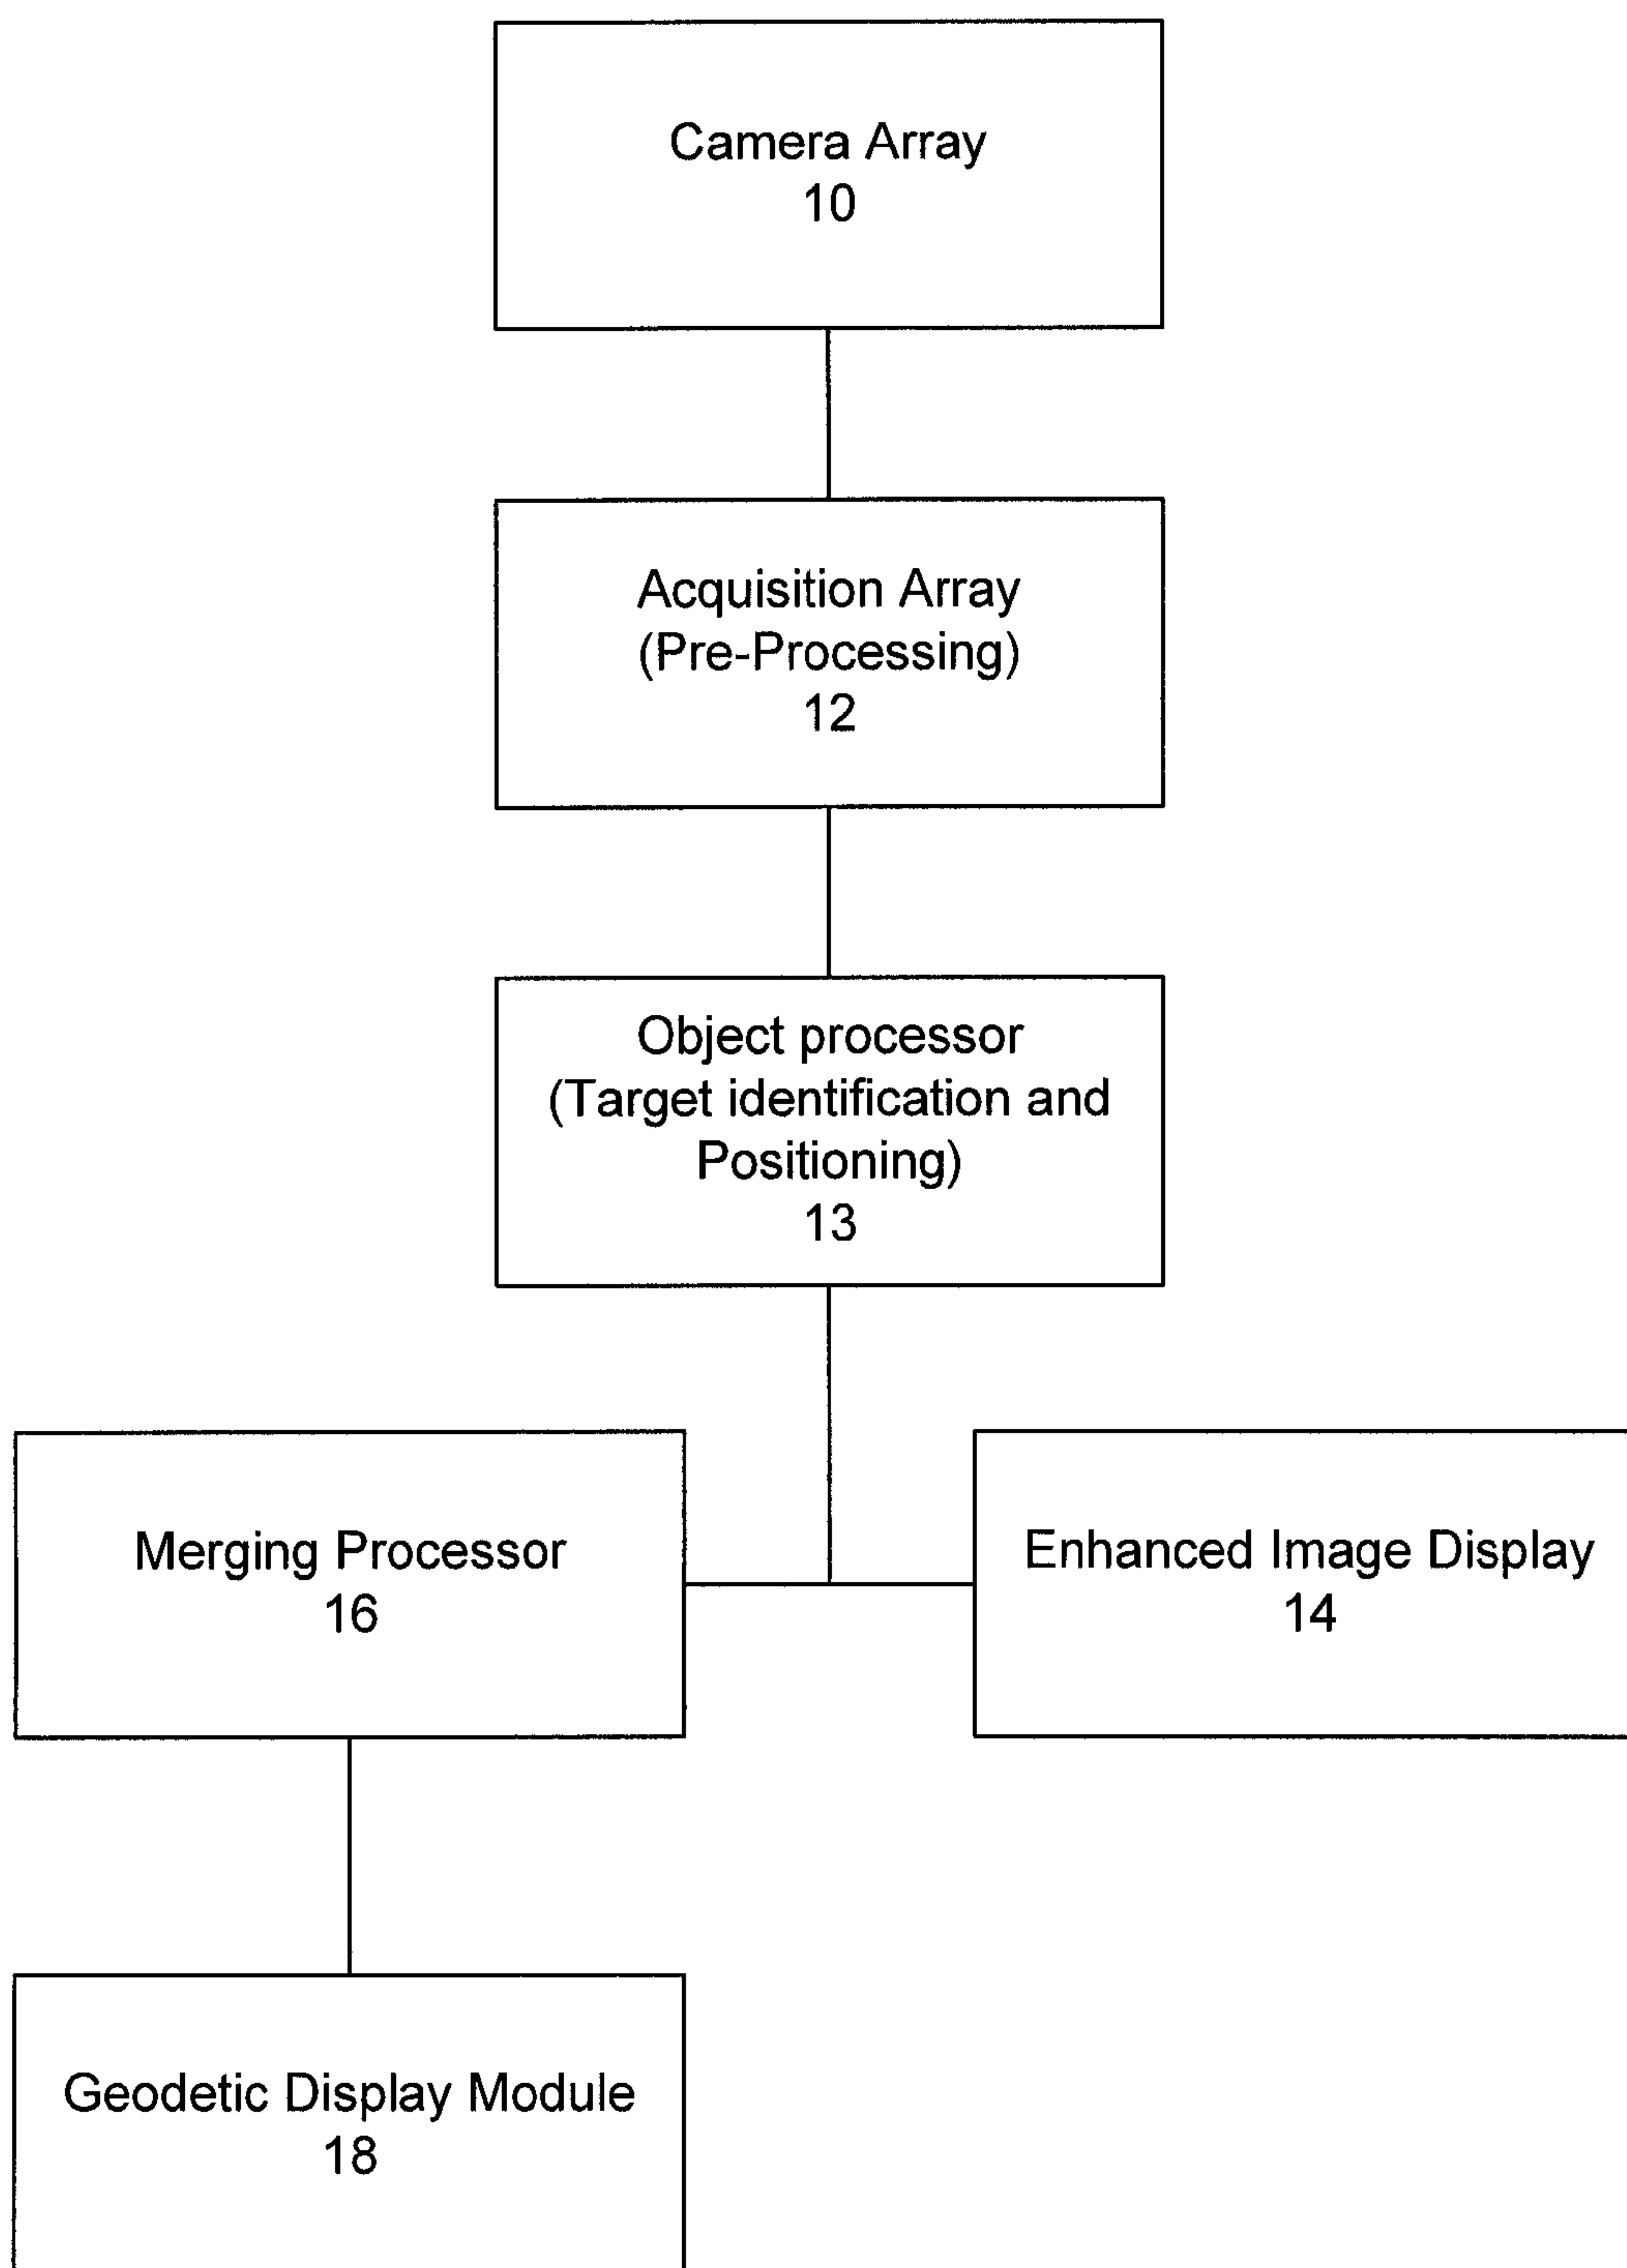 Camera Array
10
Acquisition Array
(Pre-Processing)
12
Object processor
(Target identification and
Positioning)
13
Merging Processor
16
Enhanced Image Display
14
Geodetic Display Module
18